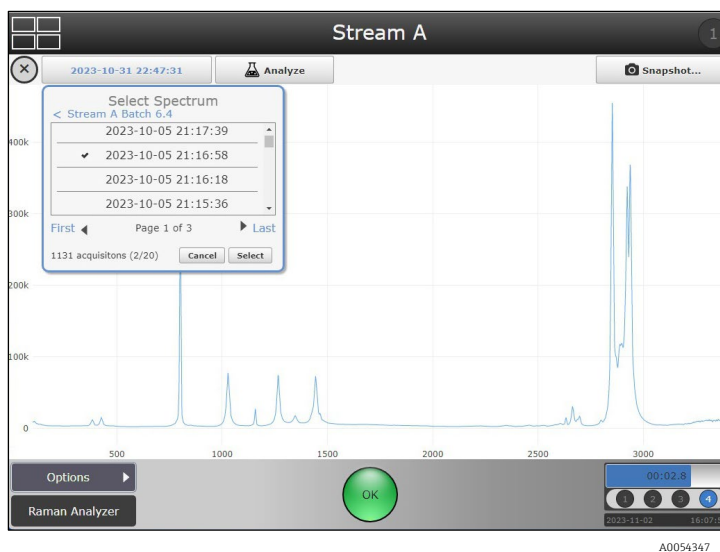 Stream A
1
2023-10-31 22:47:31
Analyze
Snapshot...
Select Spectrum
< Stream A Batch 6.4
2023-10-05 21:17:39
2023-10-05 21:16:58
2023-10-05 21:16:18
2023-10-05 21:15:36
First
Page 1 of 3
Last
1131 acquisitons (2/20)
Cancel
Select
400k
300k
200k
100k
0
500
1000
1500
2000
2500
3000
Options
Raman Analyzer
OK
00:02.8
1
2
3
4
2023-11-02
16:07:
A0054347